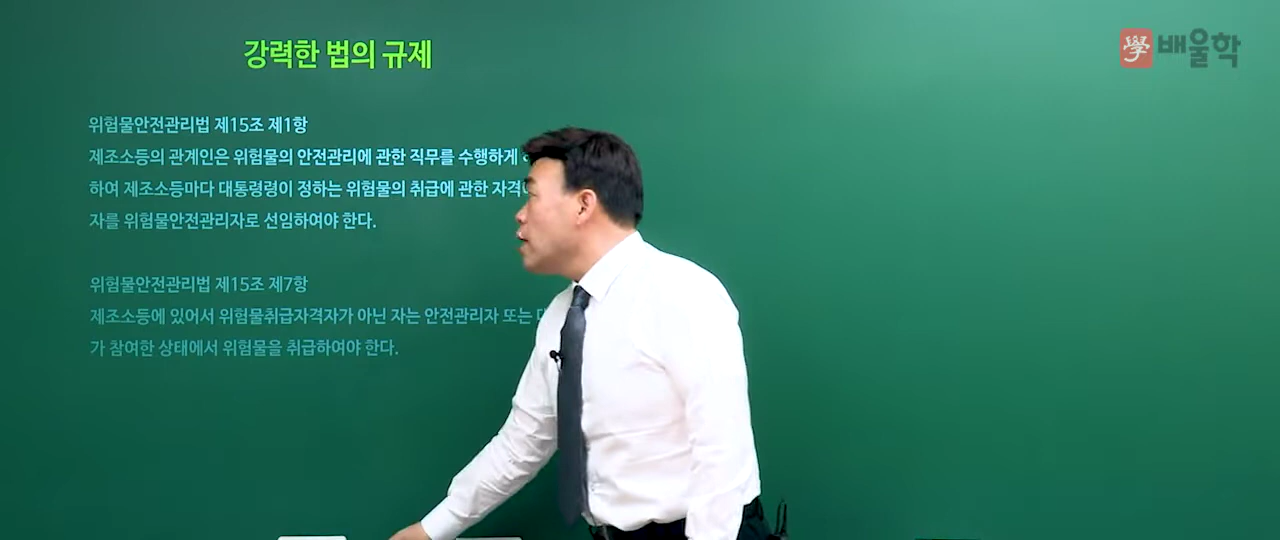 강력한 법의 규제
學 배울학
위험물안전관리법 제15조 제1항
제조소등의 관계인은 위험물의 안전관리에 관한 직무를 수행하게
하여 제조소등마다 대통령령이 정하는 위험물의 취급에 관한
자를 위험물안전관리자로 선임하여야 한다.
위험물안전관리법 제15조 제7항
제조소등에 있어서 위험물취급자격자가 아닌 자는 안전관리자 또는
가 참여한 상태에서 위험물을 취급하여야 한다.